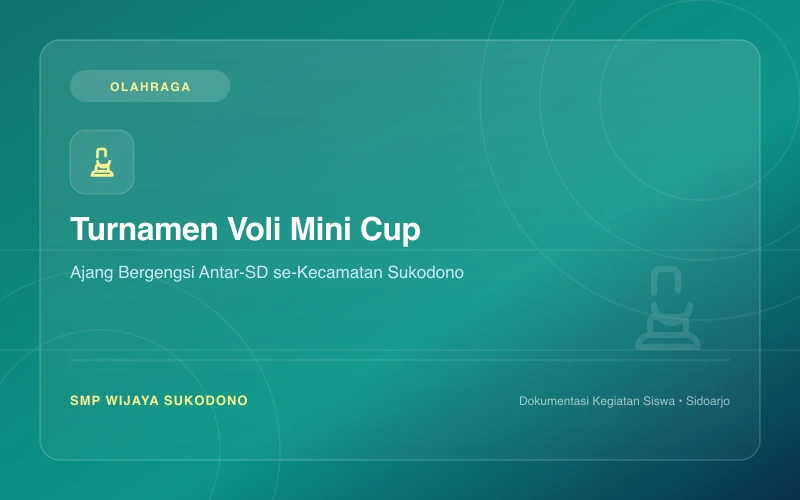 OLAHRAGA
Turnamen Voli Mini Cup
Ajang Bergengsi Antar-SD se-Kecamatan Sukodono
SMP WIJAYA SUKODONO
Dokumentasi Kegiatan Siswa • Sidoarjo